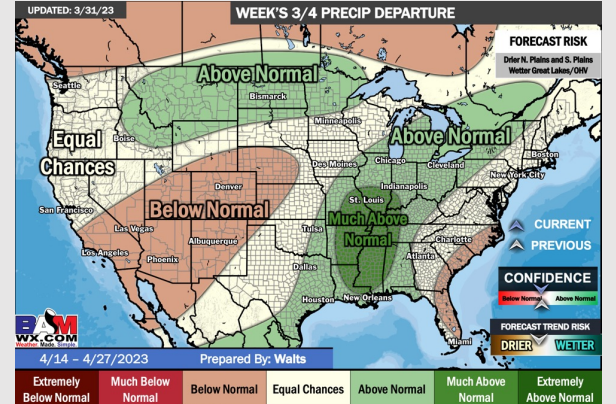 UPDATED: 3/31/23
WEEK'S 3/4 PRECIP DEPARTURE
FORECAST RISK
Drier N. Plains and S. Plains
Wetter Great Lakes/OHV
Seattle
Above Normal
Bismarck
Minneapolis
Equal
Chances
Boise
Above Normal
Boston
Des Moines
Chicago
Cleveland
New York City
Denver
Indianapolis
San Francisco
Below Normal
St. Louis
Much Above
Normal
Las Vegas
Albuquerque
Tulsa
Charlotte
Los Angeles
Phoenix
Atlanta
Dallas
Houston
New Orleans
Miami
CURRENT
PREVIOUS
CONFIDENCE
Below Normal
Above Normal
FORECAST TREND RISK
DRIER
WETTER
BAM
WX.COM
Weather. Made. Simple.
4/14 – 4/27/2023
Prepared By: Walts
Extremely
Below Normal
Much Below
Normal
Below Normal
Equal Chances
Above Normal
Much Above
Normal
Extremely
Above Normal